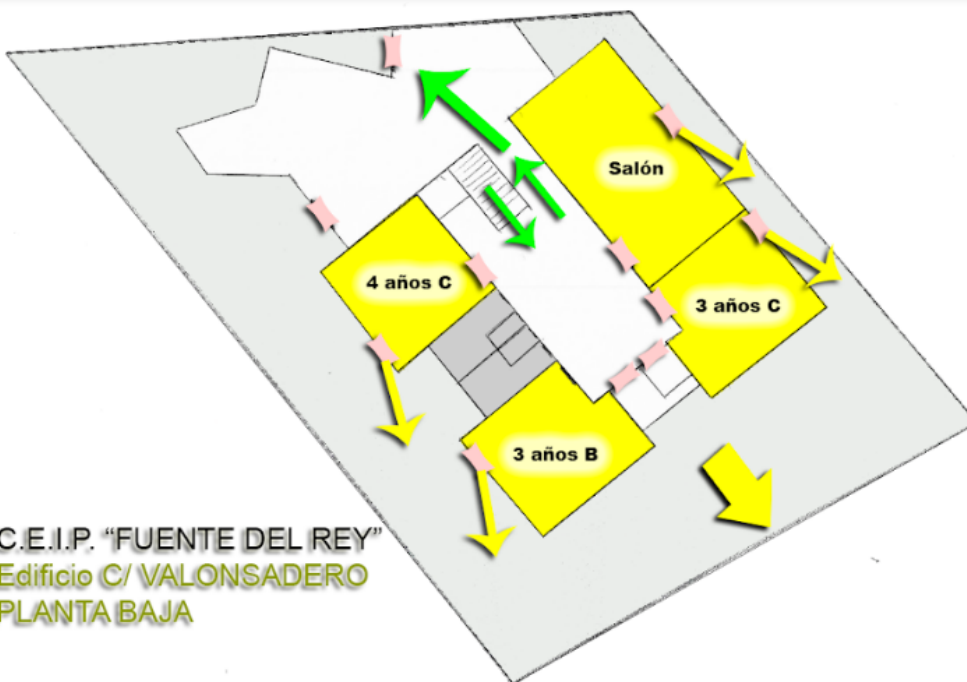 Salón
4 años C
3 años C
3 años B
C.E.I.P. “FUENTE DEL REY”
Edificio C/ VALONSADERO
PLANTA BAJA